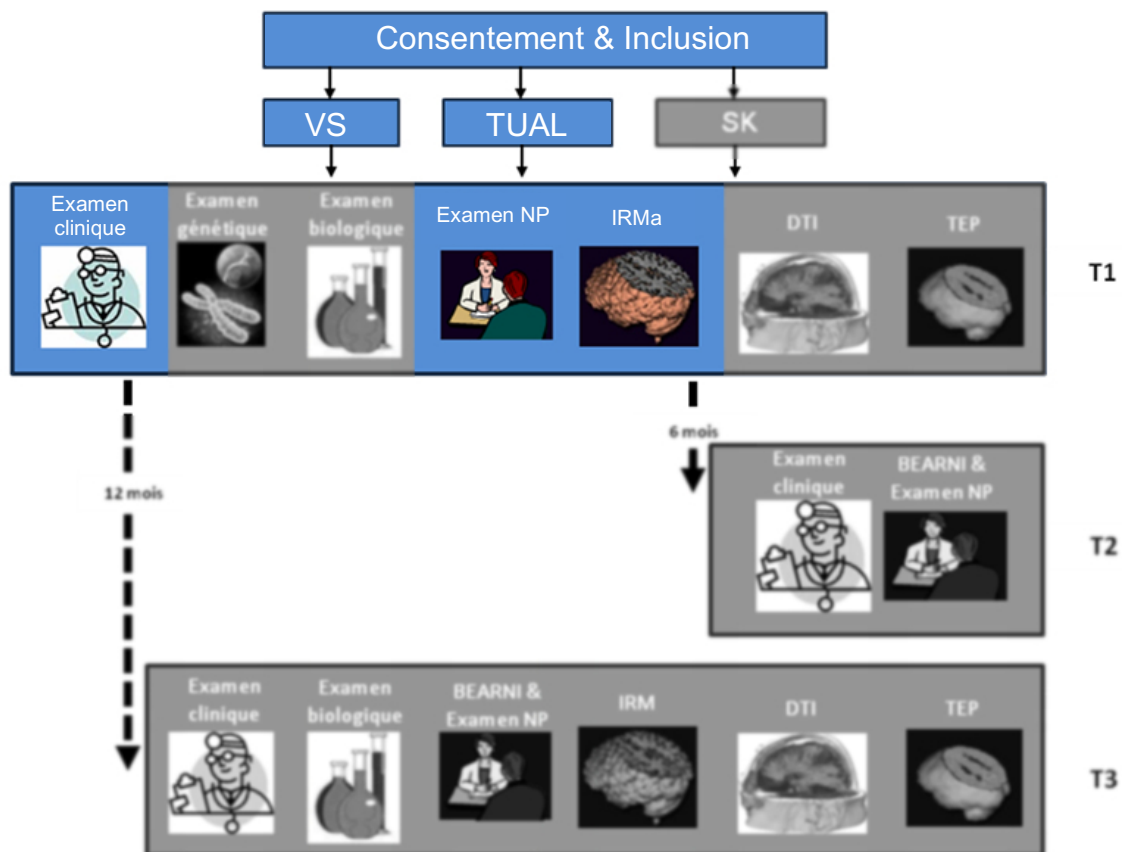 Consentement & Inclusion
VS
TUAL
SK
Examen
clinique
Examen
génétique
Examen
biologique
Examen NP
IRMa
DTI
TEP
T1
6 mois
12 mois
Examen
clinique
BEARNI &
Examen NP
T2
Examen
clinique
Examen
biologique
BEARNI &
Examen NP
IRM
DTI
TEP
T3